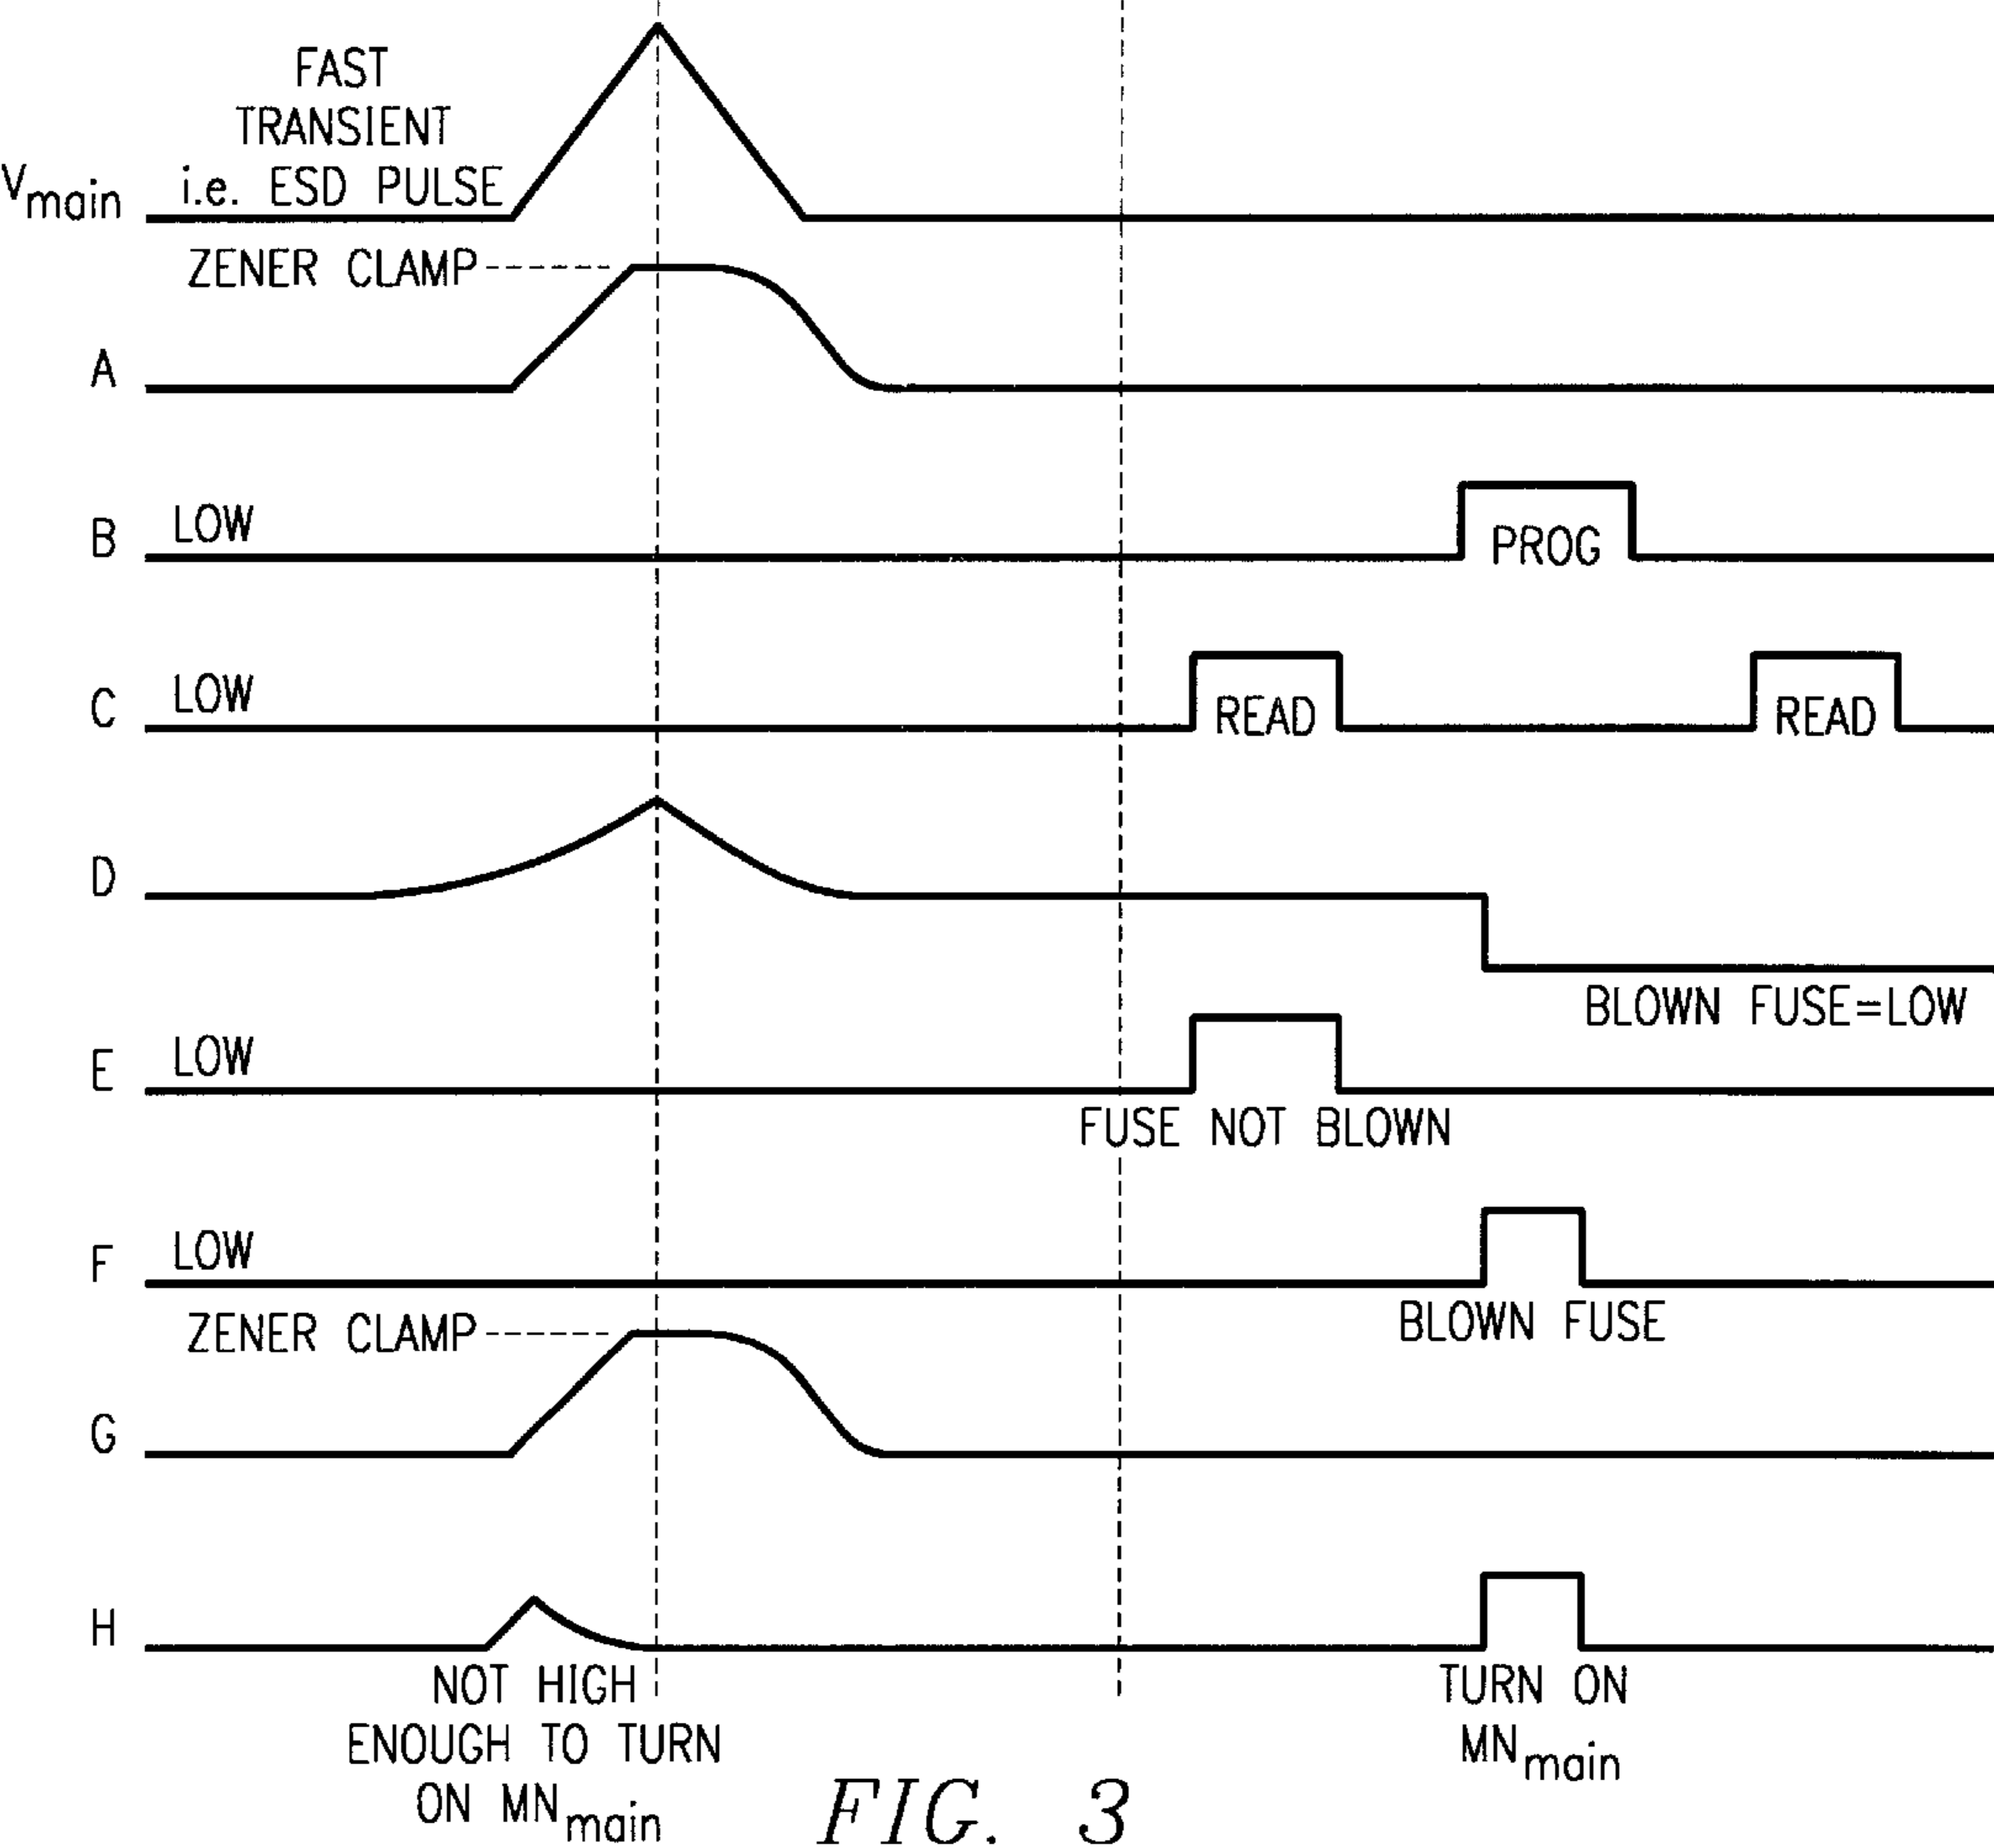 FAST
TRANSIENT
i.e. ESD PULSE
Vmain
ZENER CLAMP
A
LOW
B
PROG
LOW
C
READ
READ
D
BLOWN FUSE=LOW
LOW
E
FUSE NOT BLOWN
LOW
F
BLOWN FUSE
ZENER CLAMP
G
H
NOT HIGH
ENOUGH TO TURN
ON MNmain
TURN ON
MNmain
FIG. 3